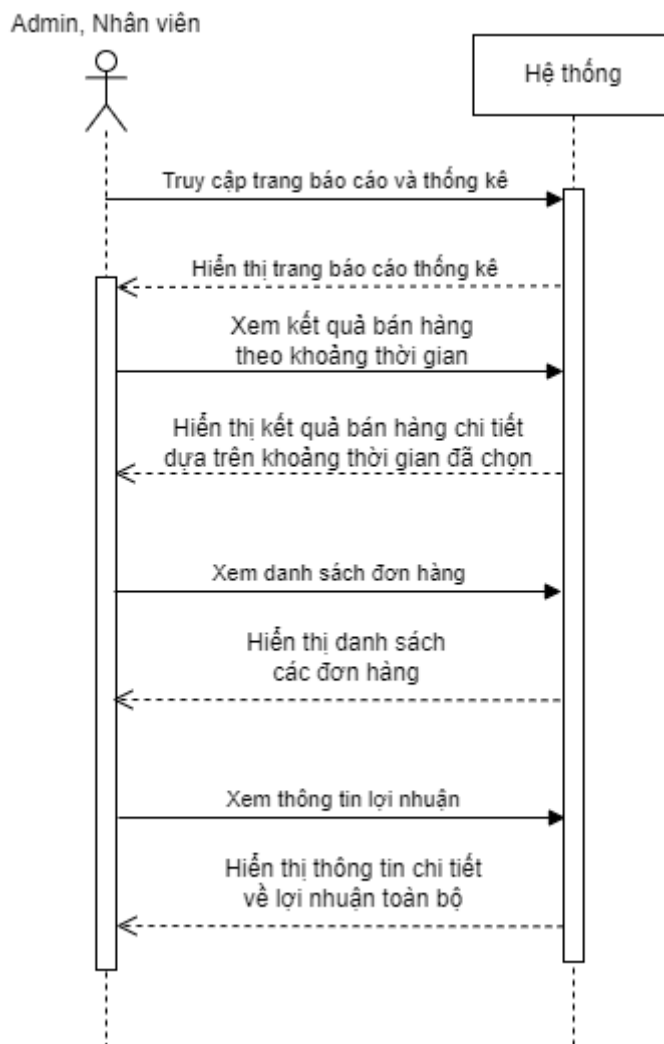 Admin, Nhân viên
Hệ thống
Truy cập trang báo cáo và thống kê
Hiển thị trang báo cáo thống kê
Xem kết quả bán hàng
theo khoảng thời gian
Hiển thị kết quả bán hàng chi tiết
dựa trên khoảng thời gian đã chọn
Xem danh sách đơn hàng
Hiển thị danh sách
các đơn hàng
Xem thông tin lợi nhuận
Hiển thị thông tin chi tiết
về lợi nhuận toàn bộ